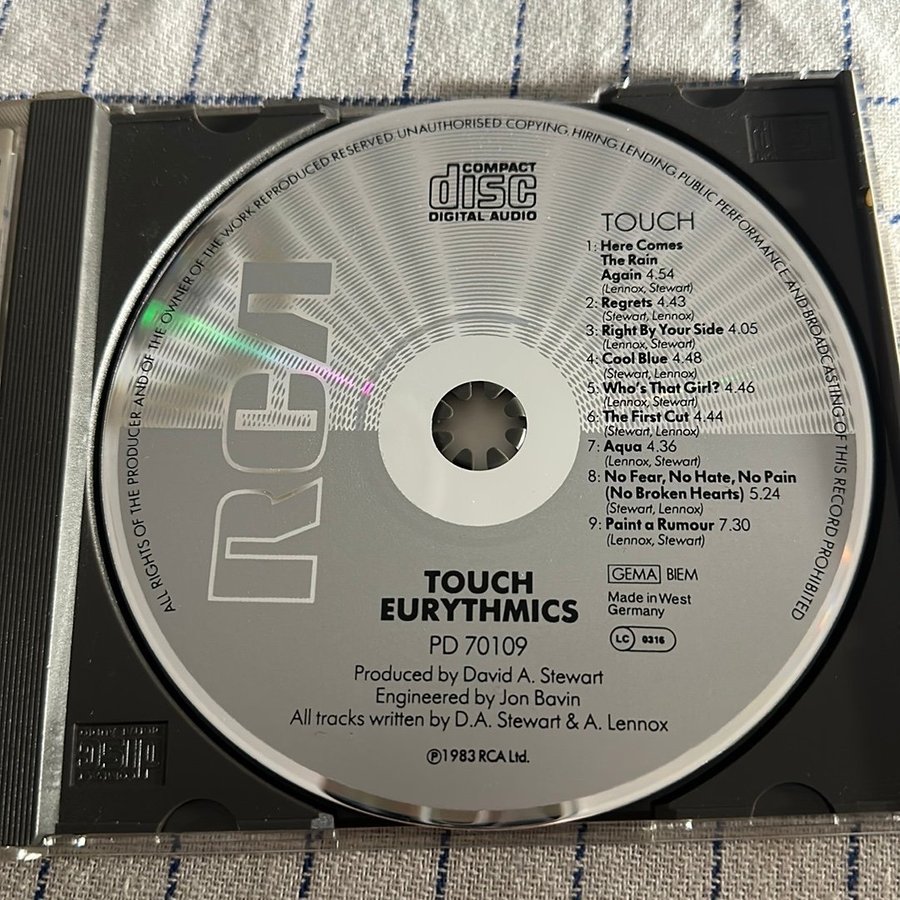 ALL RIGHTS OF THE PRODUCER AND OF THE OWNER OF THE WORK REPRODUCED RESERVED. UNAUTHORISED COPYING, HIRING, LENDING, PUBLIC PERFORMANCE AND BROADCASTING OF THIS RECORD PROHIBITED
COMPACT
disc
DIGITAL AUDIO
RCA
TOUCH
1: Here Comes
The Rain
Again 4.54
(Lennox, Stewart)
2: Regrets 4.43
(Stewart, Lennox)
3: Right By Your Side 4.05
(Lennox, Stewart)
4: Cool Blue 4.48
(Stewart, Lennox)
5: Who's That Girl? 4.46
(Lennox, Stewart)
6: The First Cut 4.44
(Stewart, Lennox)
7: Aqua 4.36
(Lennox, Stewart)
8: No Fear, No Hate, No Pain
(No Broken Hearts) 5.24
(Stewart, Lennox)
9: Paint a Rumour 7.30
(Lennox, Stewart)
GEMA BIEM
Made in West
Germany
LC 0316
TOUCH
EURYTHMICS
PD 70109
Produced by David A. Stewart
Engineered by Jon Bavin
All tracks written by D.A. Stewart & A. Lennox
℗1983 RCA Ltd.
COMPACT
disc
DIGITAL AUDIO